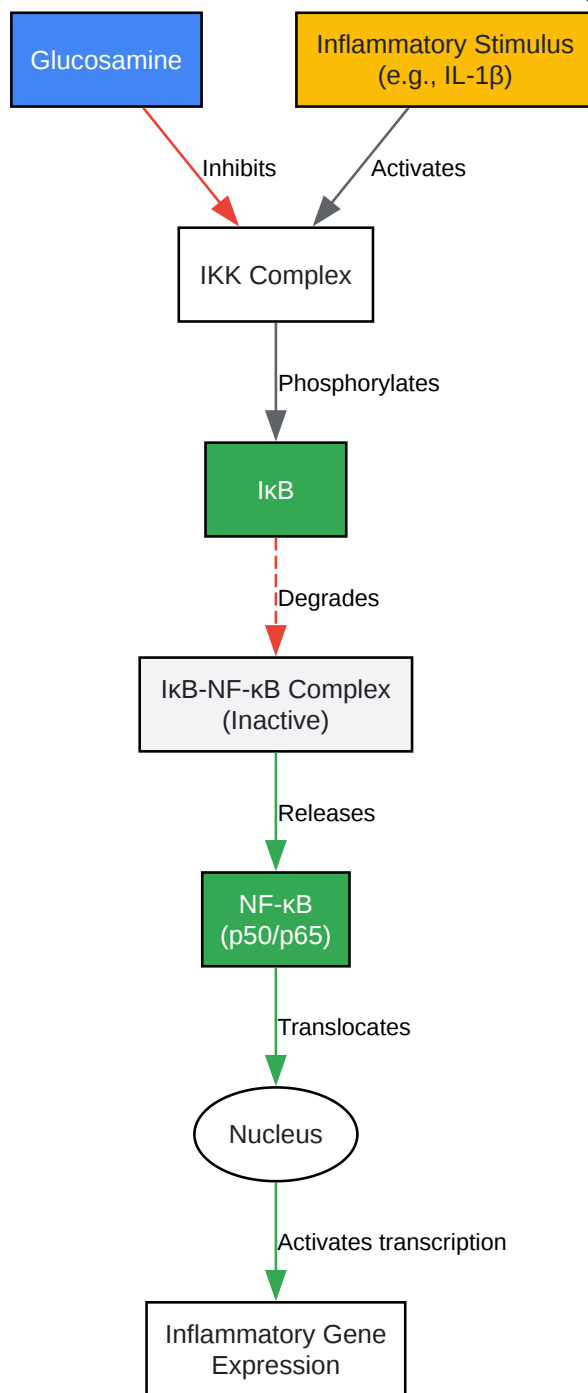 Glucosamine
Inflammatory Stimulus
(e.g., IL-1β)
Inhibits
Activates
IKK Complex
Phosphorylates
IκB
Degrades
IκB-NF-κB Complex
(Inactive)
Releases
NF-κB
(p50/p65)
Translocates
Nucleus
Activates transcription
Inflammatory Gene
Expression